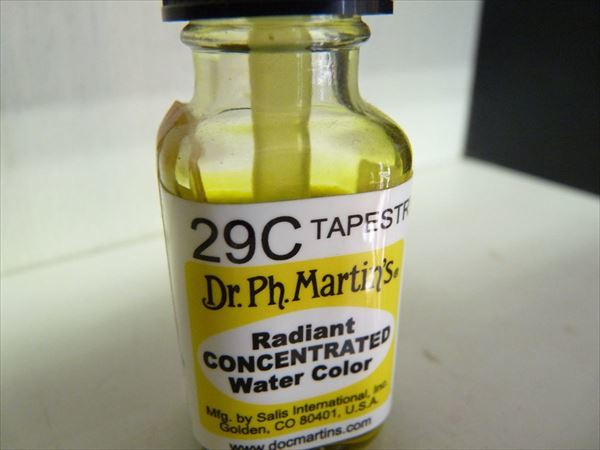 29C TAPESTR
Dr. Ph. Martin's®
Radiant
CONCENTRATED
Water Color
Mfg. by Salis International, Inc.
Golden, CO 80401, U.S.A.
www.docmartins.com